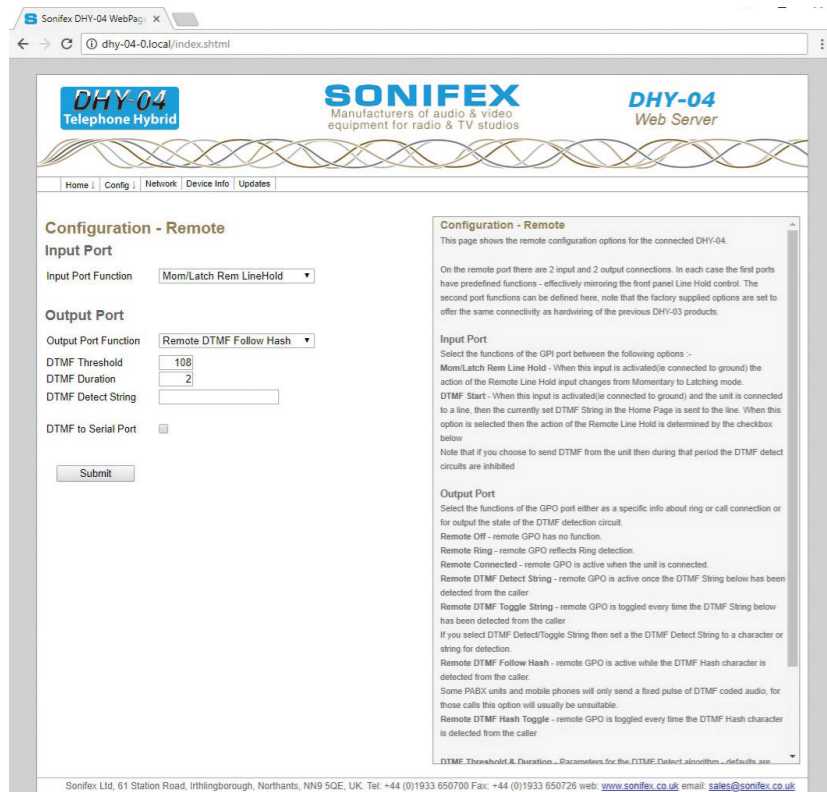 Sonifex DHY-04 WebPage
dhy-04-0.local/index.shtml
DHY-04
Telephone Hybrid
SONIFEX
Manufacturers of audio & video
equipment for radio & TV studios
DHY-04
Web Server
Home ↓ Config ↓ Network Device Info Updates
Configuration - Remote
Input Port
Input Port Function Mom/Latch Rem LineHold
Output Port
Output Port Function Remote DTMF Follow Hash
DTMF Threshold 108
DTMF Duration 2
DTMF Detect String
DTMF to Serial Port
Submit
Configuration - Remote
This page shows the remote configuration options for the connected DHY-04.
On the remote port there are 2 input and 2 output connections. In each case the first ports
have predefined functions - effectively mirroring the front panel Line Hold control. The
second port functions can be defined here, note that the factory supplied options are set to
offer the same connectivity as hardwiring of the previous DHY-03 products.
Input Port
Select the functions of the GPI port between the following options :-
Mom/Latch Rem Line Hold - When this input is activated(ie connected to ground) the
action of the Remote Line Hold input changes from Momentary to Latching mode.
DTMF Start - When this input is activated(ie connected to ground) and the unit is connected
to a line, then the currently set DTMF String in the Home Page is sent to the line. When this
option is selected then the action of the Remote Line Hold is determined by the checkbox
below
Note that if you choose to send DTMF from the unit then during that period the DTMF detect
circuits are inhibited
Output Port
Select the functions of the GPO port either as a specific info about ring or call connection or
for output the state of the DTMF detection circuit.
Remote Off - remote GPO has no function.
Remote Ring - remote GPO reflects Ring detection.
Remote Connected - remote GPO is active when the unit is connected.
Remote DTMF Detect String - remote GPO is active once the DTMF String below has been
detected from the caller
Remote DTMF Toggle String - remote GPO is toggled every time the DTMF String below
has been detected from the caller
If you select DTMF Detect/Toggle String then set a the DTMF Detect String to a character or
string for detection.
Remote DTMF Follow Hash - remote GPO is active while the DTMF Hash character is
detected from the caller.
Some PABX units and mobile phones will only send a fixed pulse of DTMF coded audio, for
those calls this option will usually be unsuitable.
Remote DTMF Hash Toggle - remote GPO is toggled every time the DTMF Hash character
is detected from the caller
DTMF Threshold & Duration - Parameters for the DTMF Detect algorithm - defaults are
Sonifex Ltd, 61 Station Road, Irthlingborough, Northants, NN9 5QE, UK. Tel: +44 (0)1933 650700 Fax: +44 (0)1933 650726 web: www.sonifex.co.uk email: sales@sonifex.co.uk